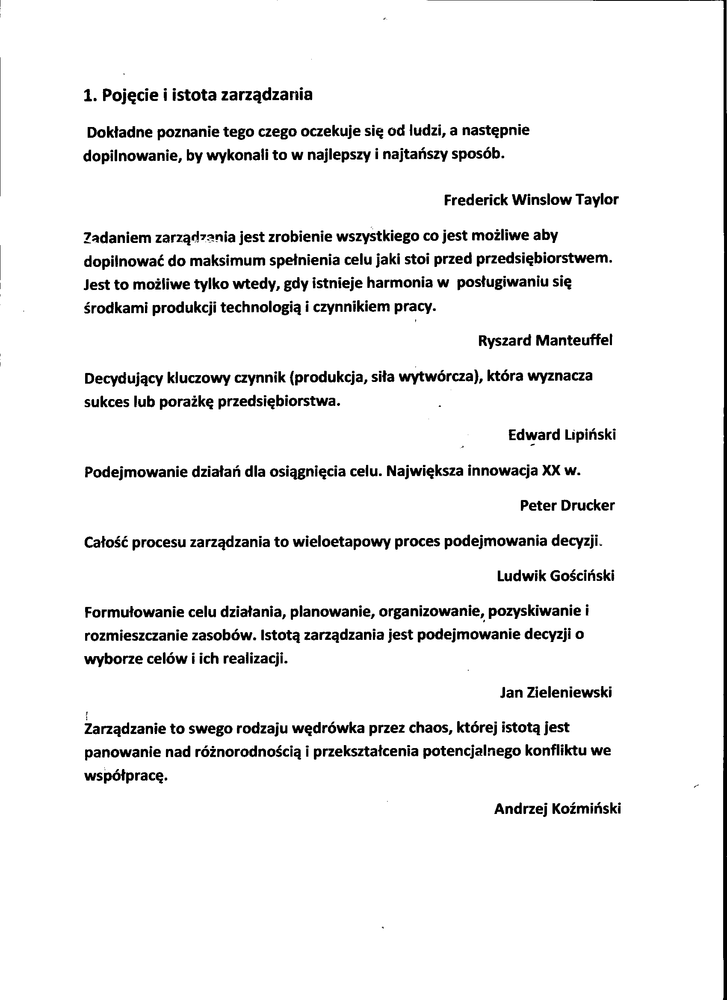 1. Pojęcie i istota zarządzania
Dokładne poznanie tego czego oczekuje się od ludzi, a następnie
dopilnowanie, by wykonali to w najlepszy i najtańszy sposób.
Frederick Winslow Taylor
Zadaniem zarządzania jest zrobienie wszystkiego co jest możliwe aby
dopilnować do maksimum spełnienia celu jaki stoi przed przedsiębiorstwem.
Jest to możliwe tylko wtedy, gdy istnieje harmonia w posługiwaniu się
środkami produkcji technologią i czynnikiem pracy.
Ryszard Manteuffel
Decydujący kluczowy czynnik (produkcja, siła wytwórcza), która wyznacza
sukces lub porażkę przedsiębiorstwa.
Edward Lipiński
Podejmowanie działań dla osiągnięcia celu. Największa innowacja XX w.
Peter Drucker
Całość procesu zarządzania to wieloetapowy proces podejmowania decyzji.
Ludwik Gościński
Formułowanie celu działania, planowanie, organizowanie, pozyskiwanie i
rozmieszczanie zasobów. Istotą zarządzania jest podejmowanie decyzji o
wyborze celów i ich realizacji.
Jan Zieleniewski
Zarządzanie to swego rodzaju wędrówka przez chaos, której istotą jest
panowanie nad różnorodnością i przekształcenia potencjalnego konfliktu we
współpracę.
Andrzej Koźmiński